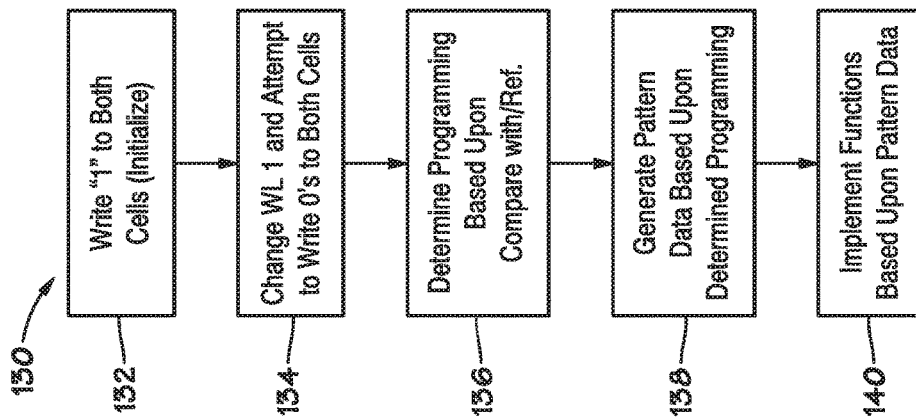 130
132
Write "1" to Both
Cells (Initialize)
134
Change WL 1 and Attempt
to Write 0's to Both Cells
136
Determine Programming
Based Upon
Compare with/Ref.
138
Generate Pattern
Data Based Upon
Determined Programming
140
Implement Functions
Based Upon Pattern Data